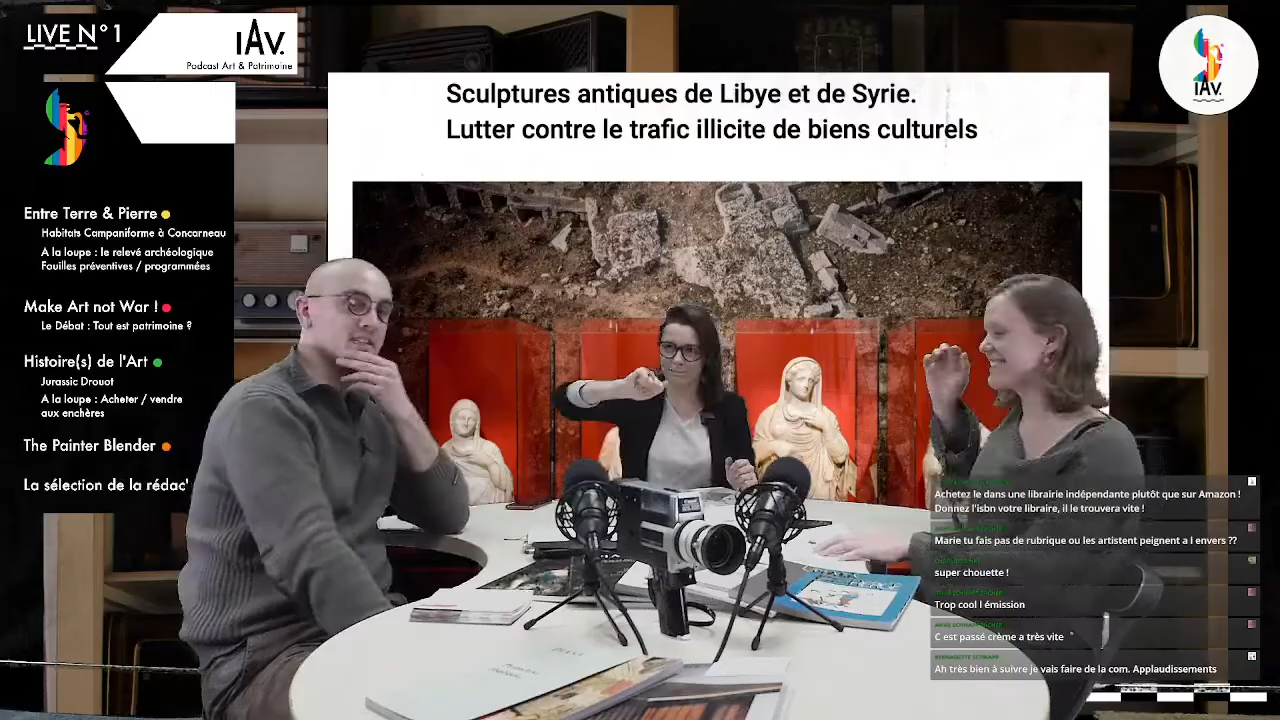 LIVE N°1
IAV.
Podcast Art & Patrimoine
IAV.
Sculptures antiques de Libye et de Syrie.
Lutter contre le trafic illicite de biens culturels
Entre Terre & Pierre
Habitats Campaniforme à Concarneau
A la loupe : le relevé archéologique
Fouilles préventives / programmées
Make Art not War !
Le Débat : Tout est patrimoine ?
Histoire(s) de l'Art
Jurassic Drouot
A la loupe : Acheter / vendre
aux enchères
The Painter Blender
La sélection de la rédac'
Achetez le dans une librairie indépendante plutôt que sur Amazon !
Donnez l'isbn votre libraire, il le trouvera vite !
Marie tu fais pas de rubrique ou les artistent peignent a l envers ??
super chouette !
Trop cool l émission
C est passé crème a très vite
Ah très bien à suivre je vais faire de la com. Applaudissements